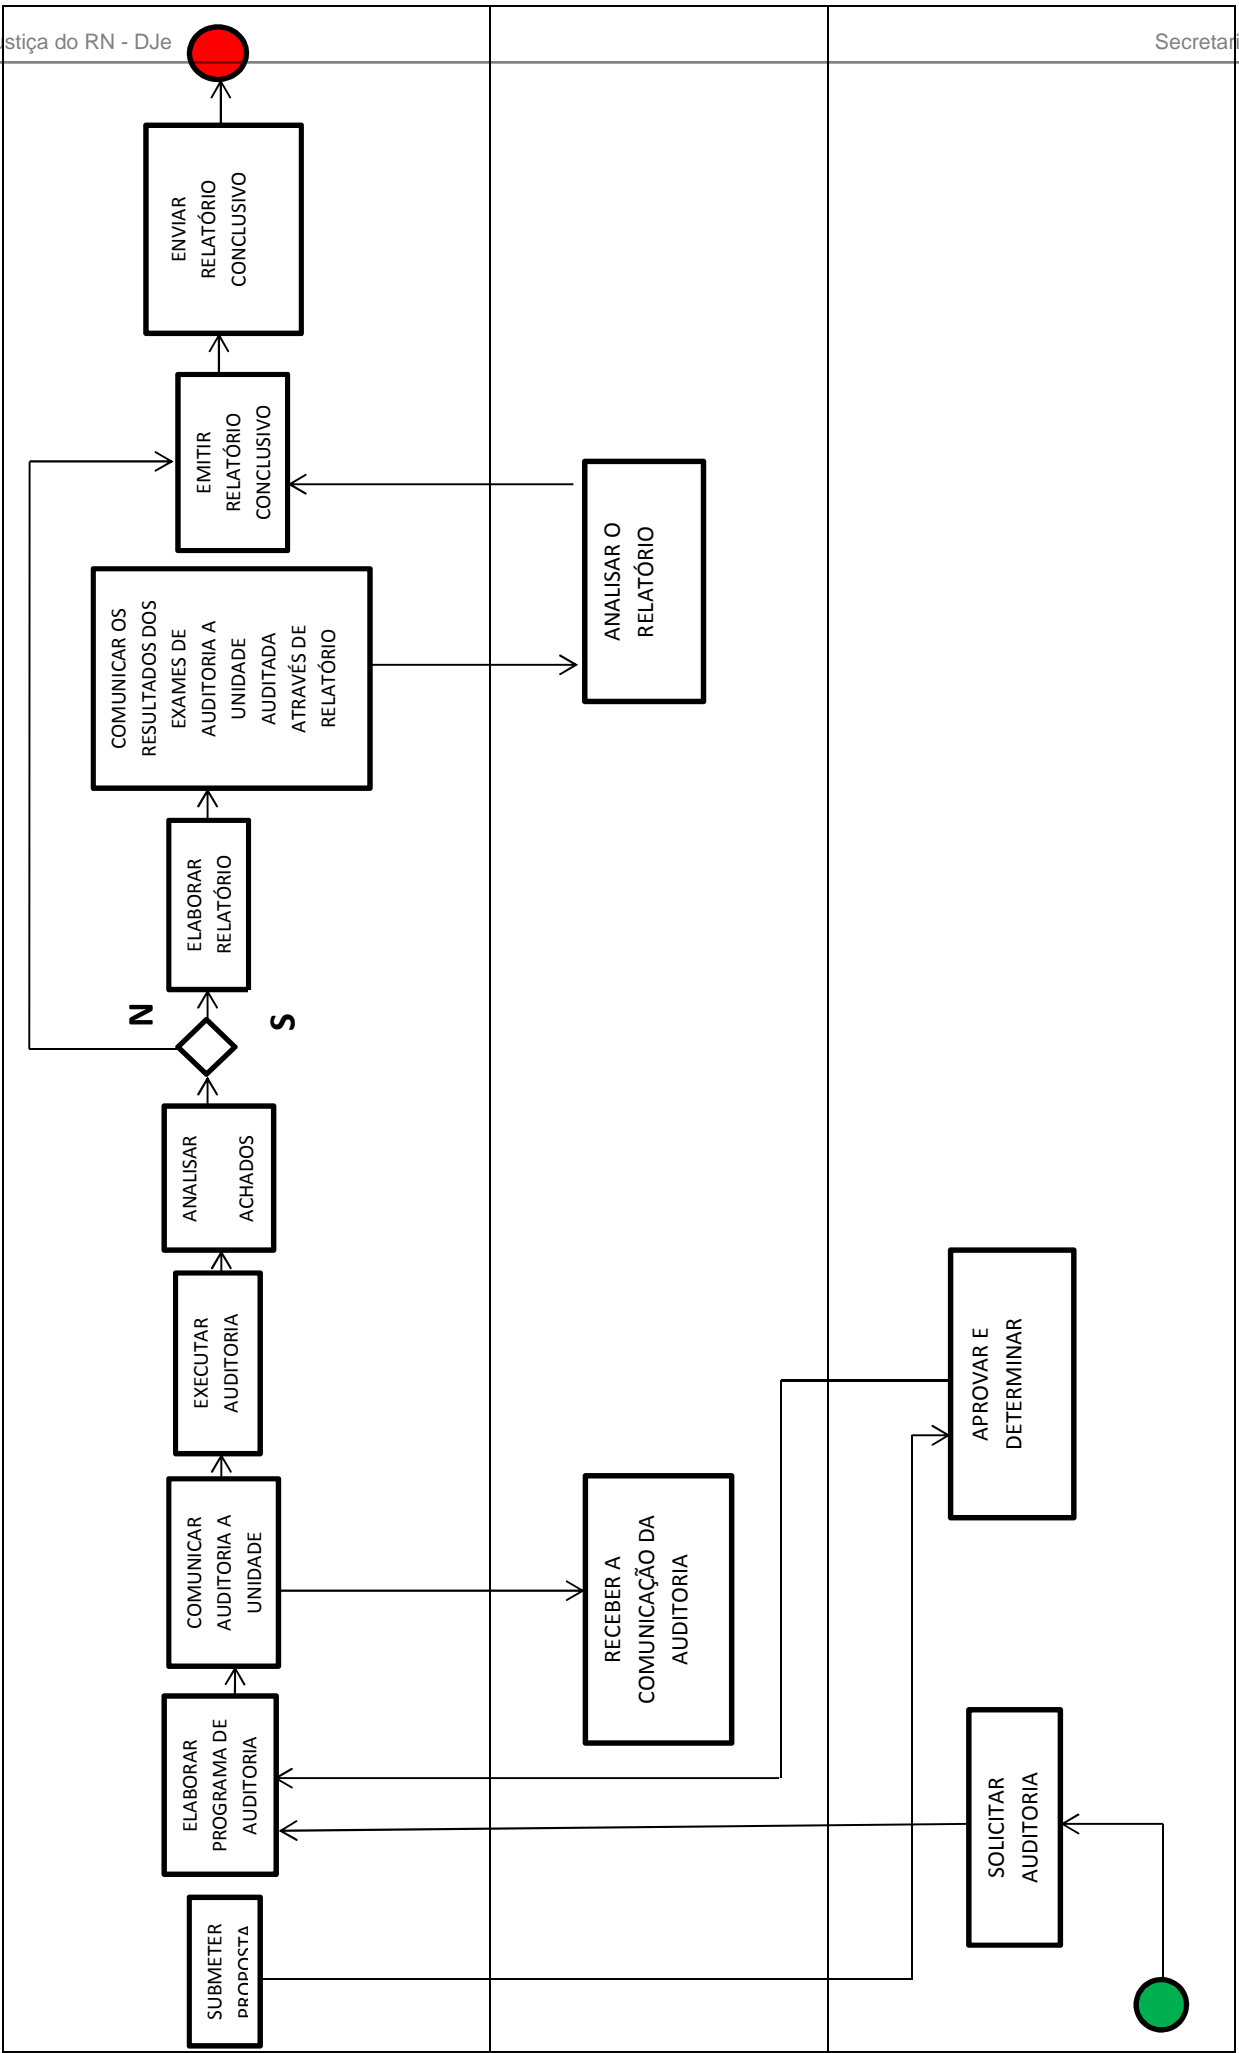 stiça do RN - DJe
Secretari
ENVIAR
RELATÓRIO
CONCLUSIVO
EMITIR
RELATÓRIO
CONCLUSIVO
COMUNICAR OS
RESULTADOS DOS
EXAMES DE
AUDITORIA A
UNIDADE
AUDITADA
ATRAVÉS DE
RELATÓRIO
ANALISAR O
RELATÓRIO
ELABORAR
RELATÓRIO
N
S
ANALISAR
ACHADOS
EXECUTAR
AUDITORIA
APROVAR E
DETERMINAR
COMUNICAR
AUDITORIA A
UNIDADE
RECEBER A
COMUNICAÇÃO DA
AUDITORIA
ELABORAR
PROGRAMA DE
AUDITORIA
SOLICITAR
AUDITORIA
SUBMETER
PROPOSTA